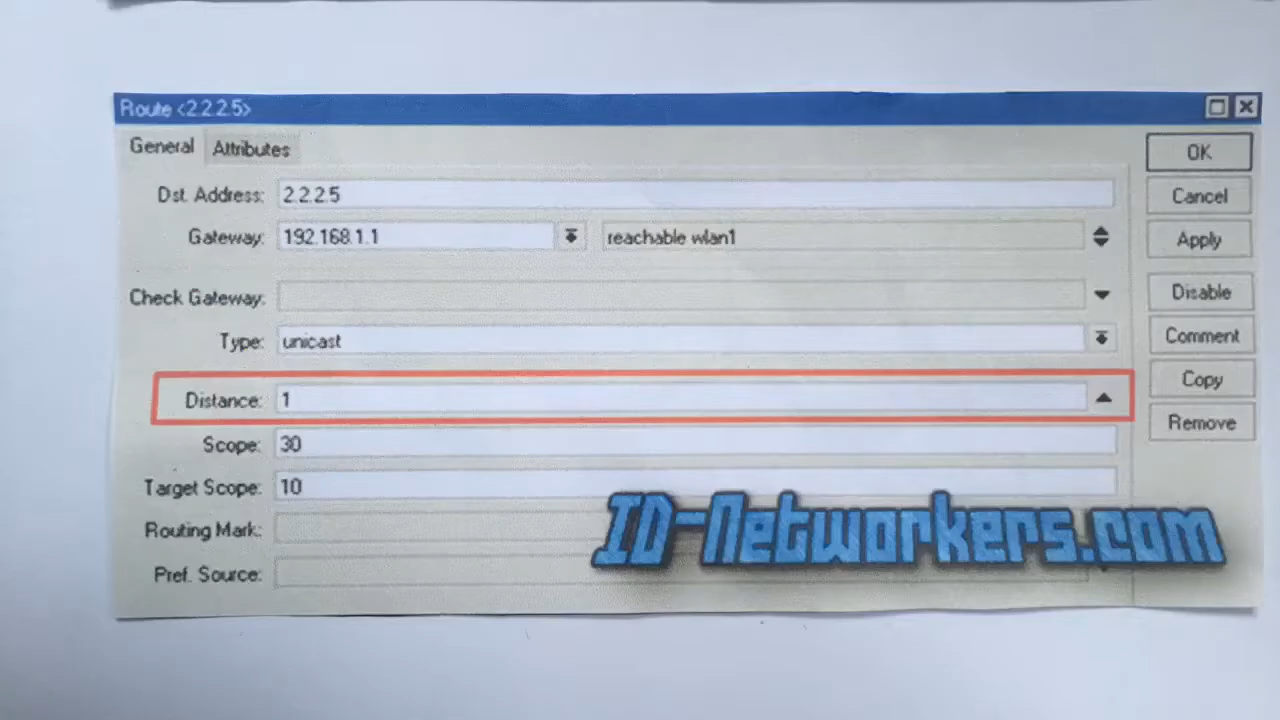 Route <2.2.2.5>
General Attributes
Dst. Address: 2.2.2.5
Gateway: 192.168.1.1 reachable wlan1
Check Gateway:
Type: unicast
Distance: 1
Scope: 30
Target Scope: 10
Routing Mark:
Pref. Source:
OK
Cancel
Apply
Disable
Comment
Copy
Remove
ID-Networkers.com